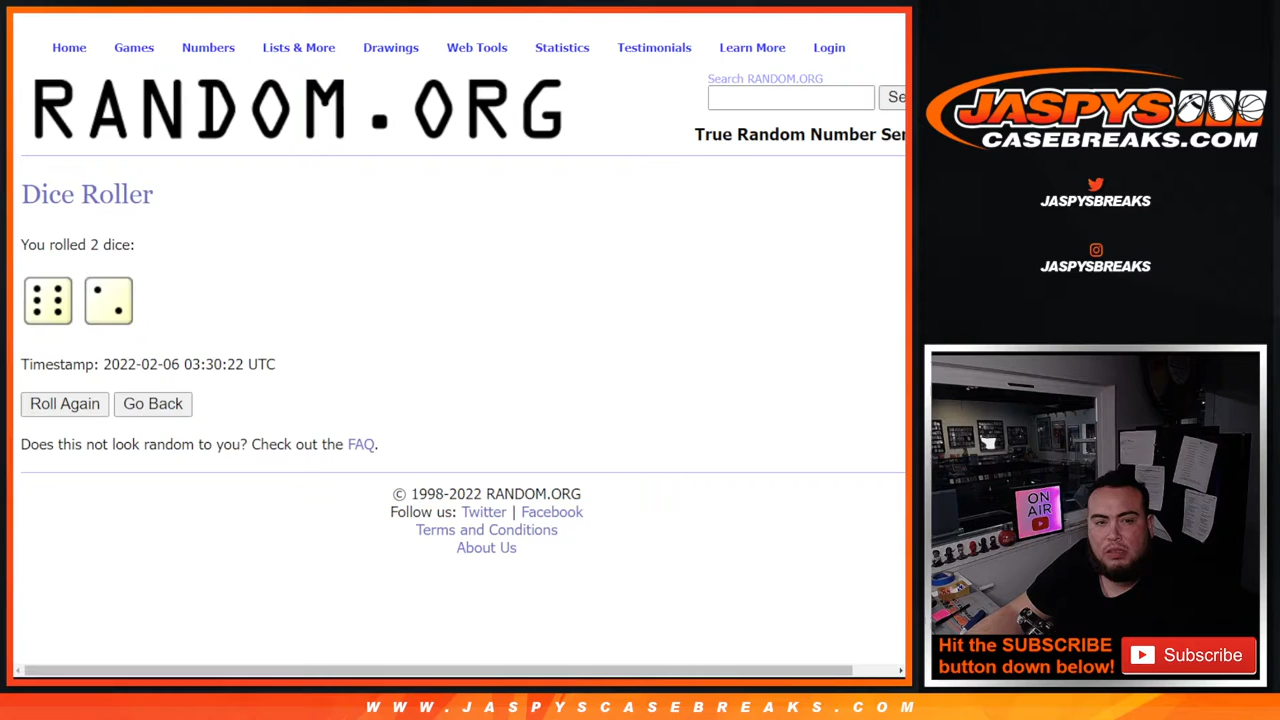 Home Games Numbers Lists & More Drawings Web Tools Statistics Testimonials Learn More Login
RANDOM.ORG
Search RANDOM.ORG
Se
True Random Number Ser
Dice Roller
You rolled 2 dice:
Timestamp: 2022-02-06 03:30:22 UTC
Roll Again Go Back
Does this not look random to you? Check out the FAQ.
© 1998-2022 RANDOM.ORG
Follow us: Twitter | Facebook
Terms and Conditions
About Us
JASPYS
CASEBREAKS.COM
JASPYSBREAKS
JASPYSBREAKS
ON
AIR
Hit the SUBSCRIBE
button down below!
Subscribe
WWW.JASPYSCASEBREAKS.COM